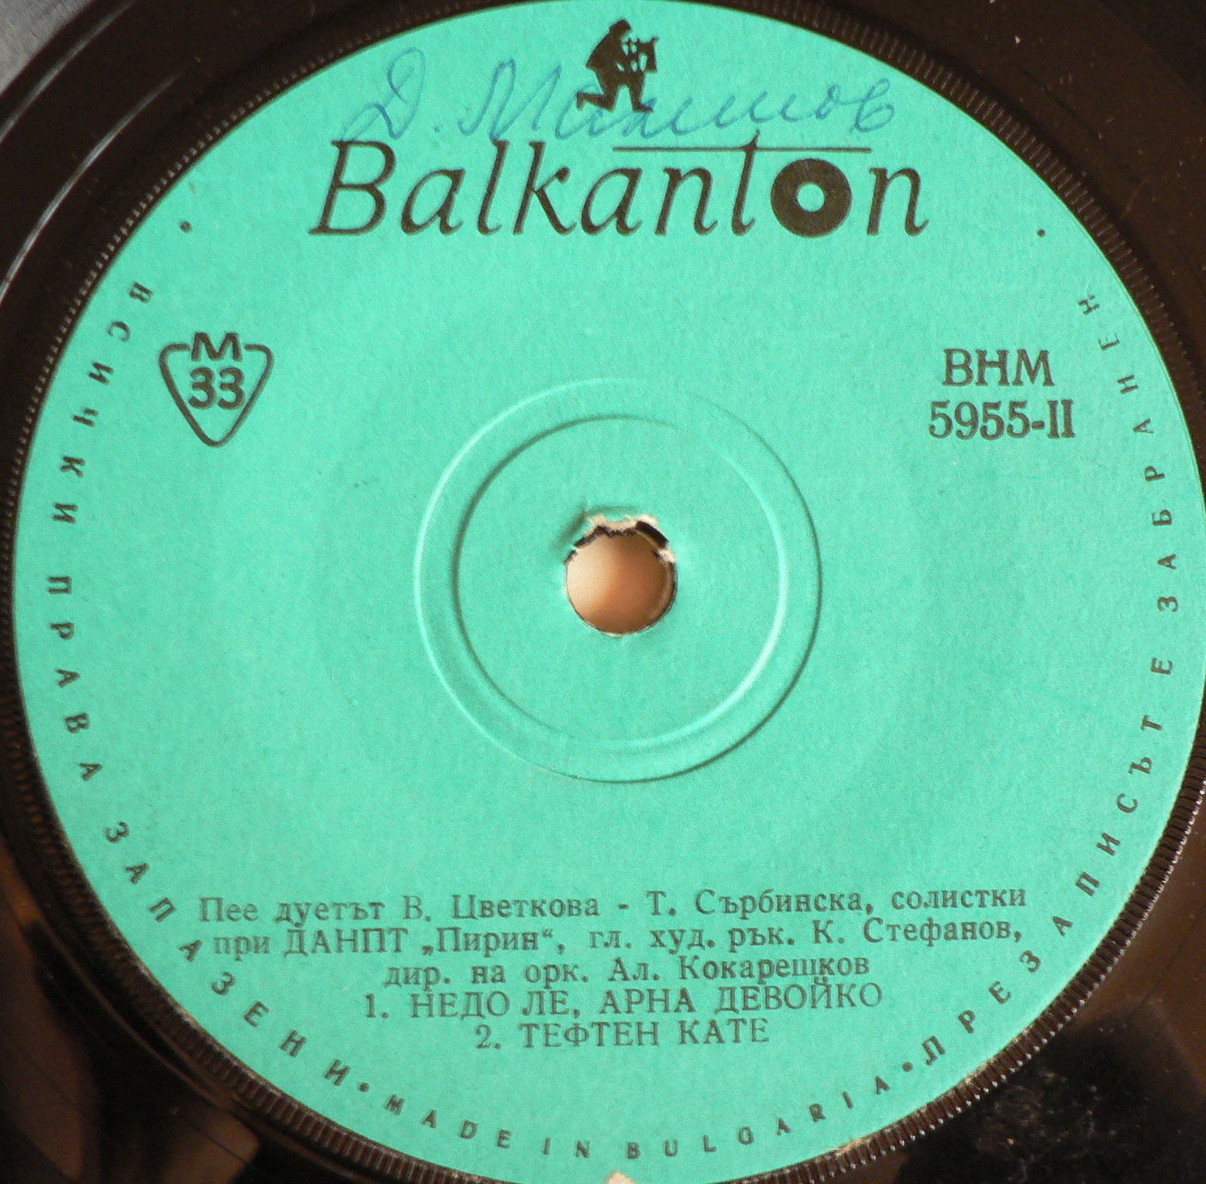 Balkanton
M
33
ВНМ
5955-II
Пее дуетът В. Цветкова - Т. Сърбинска, солистки
при ДАНПТ „Пирин“, гл. худ. рък. К. Стефанов,
дир. на орк. Ал. Кокарешков
1. НЕДО ЛЕ, АРНА ДЕВОЙКО
2. ТЕФТЕН КАТЕ
ВСИЧКИ ПРАВА ЗАПАЗЕНИ • MADE IN BULGARIA • ПРЕЗАПИСЪТ Е ЗАБРАНЕН